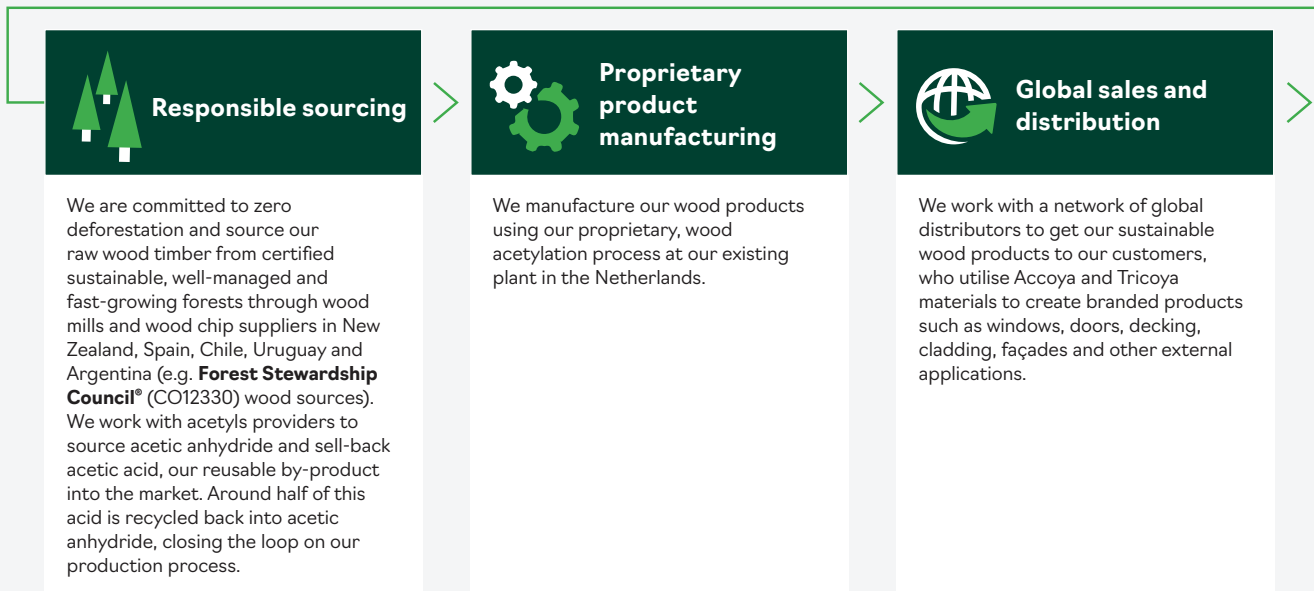 Responsible sourcing
We are committed to zero
deforestation and source our
raw wood timber from certified
sustainable, well-managed and
fast-growing forests through wood
mills and wood chip suppliers in New
Zealand, Spain, Chile, Uruguay and
Argentina (e.g. Forest Stewardship
Council® (CO12330) wood sources).
We work with acetyls providers to
source acetic anhydride and sell-back
acetic acid, our reusable by-product
into the market. Around half of this
acid is recycled back into acetic
anhydride, closing the loop on our
production process.
Proprietary
product
manufacturing
We manufacture our wood products
using our proprietary, wood
acetylation process at our existing
plant in the Netherlands.
Global sales and
distribution
We work with a network of global
distributors to get our sustainable
wood products to our customers,
who utilise Accoya and Tricoya
materials to create branded products
such as windows, doors, decking,
cladding, façades and other external
applications.